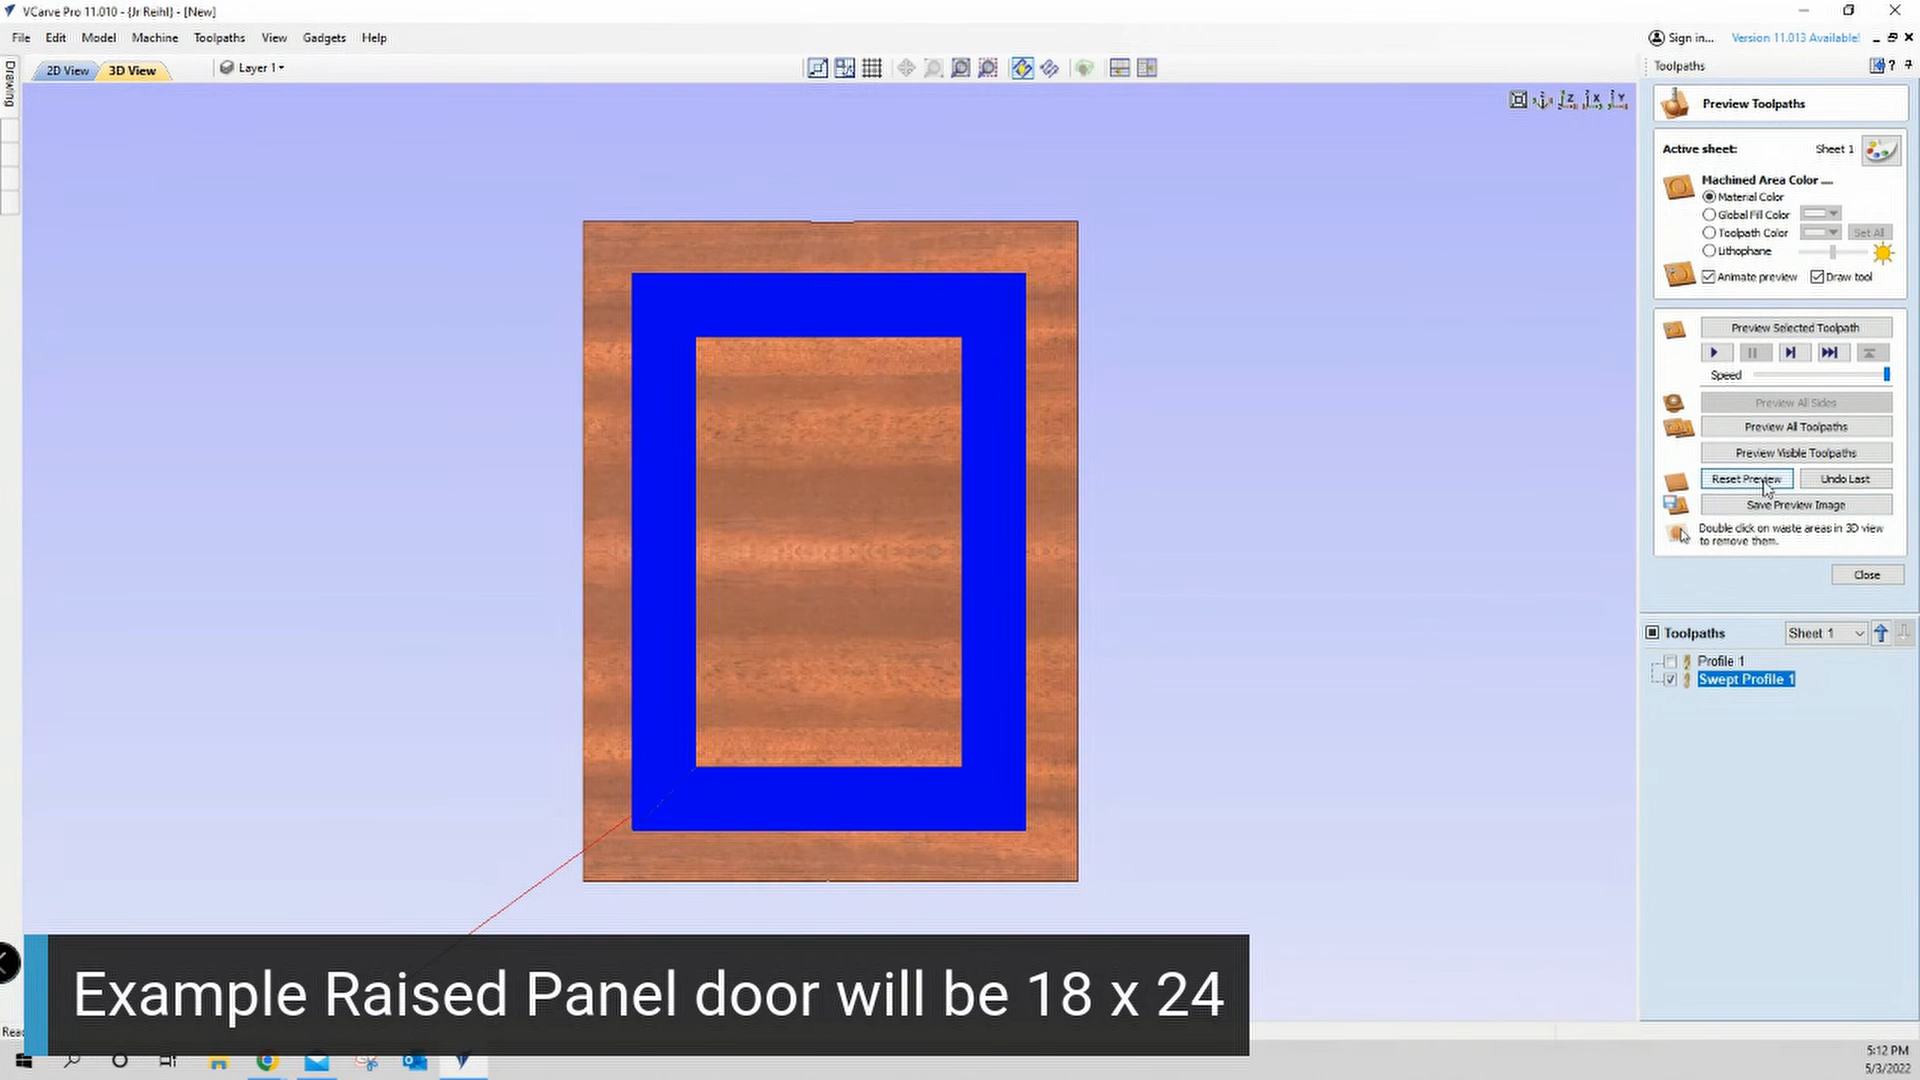 VCarve Pro 11.010 - {Jr Reihl} - [New]
File Edit Model Machine Toolpaths View Gadgets Help
Sign in... Version 11.013 Available!
Drawing
2D View 3D View Layer 1
Toolpaths
Preview Toolpaths
Active sheet: Sheet 1
Machined Area Color ....
Material Color
Global Fill Color
Toolpath Color Set All
Lithophane
Animate preview Draw tool
Preview Selected Toolpath
Speed
Preview All Sides
Preview All Toolpaths
Preview Visible Toolpaths
Reset Preview Undo Last
Save Preview Image
Double click on waste areas in 3D view
to remove them.
Close
Toolpaths Sheet 1
Profile 1
Swept Profile 1
Example Raised Panel door will be 18 x 24
5:12 PM
5/3/2022